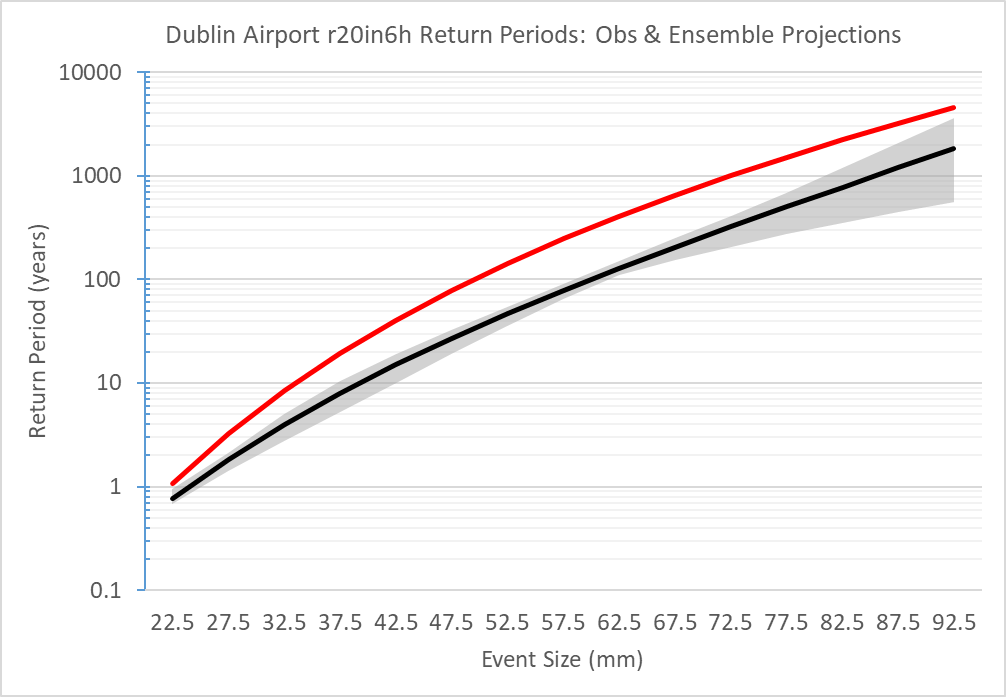 Dublin Airport r20in6h Return Periods: Obs & Ensemble Projections
10000
1000
100
10
1
0.1
Return Period (years)
22.5 27.5 32.5 37.5 42.5 47.5 52.5 57.5 62.5 67.5 72.5 77.5 82.5 87.5 92.5
Event Size (mm)